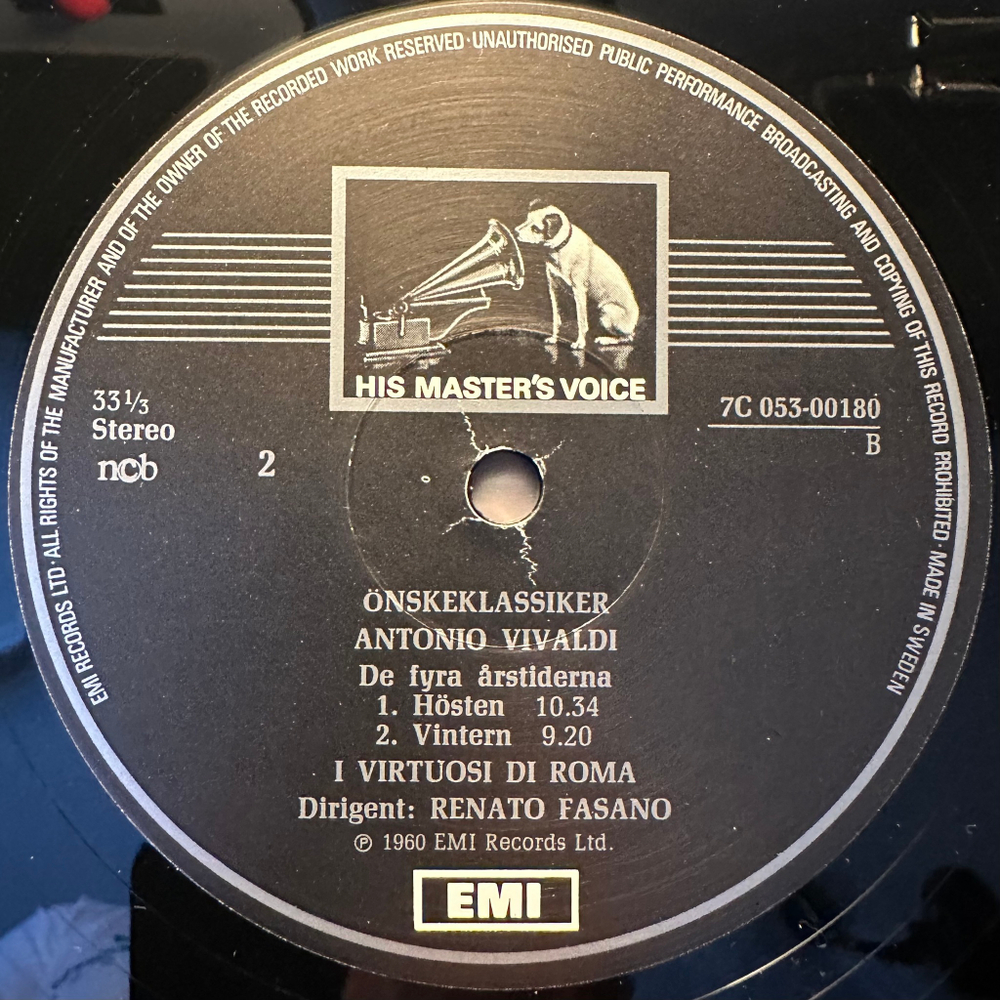 EMI RECORDS LTD · ALL RIGHTS OF THE MANUFACTURER AND OF THE OWNER OF THE RECORDED WORK RESERVED · UNAUTHORISED PUBLIC PERFORMANCE BROADCASTING AND COPYING OF THIS RECORD PROHIBITED · MADE IN SWEDEN
HIS MASTER'S VOICE
33 1/3
Stereo
ncb
2
7C 053-00180
B
ÖNSKEKLASSIKER
ANTONIO VIVALDI
De fyra årstiderna
1. Hösten 10.34
2. Vintern 9.20
I VIRTUOSI DI ROMA
Dirigent: RENATO FASANO
℗ 1960 EMI Records Ltd.
EMI